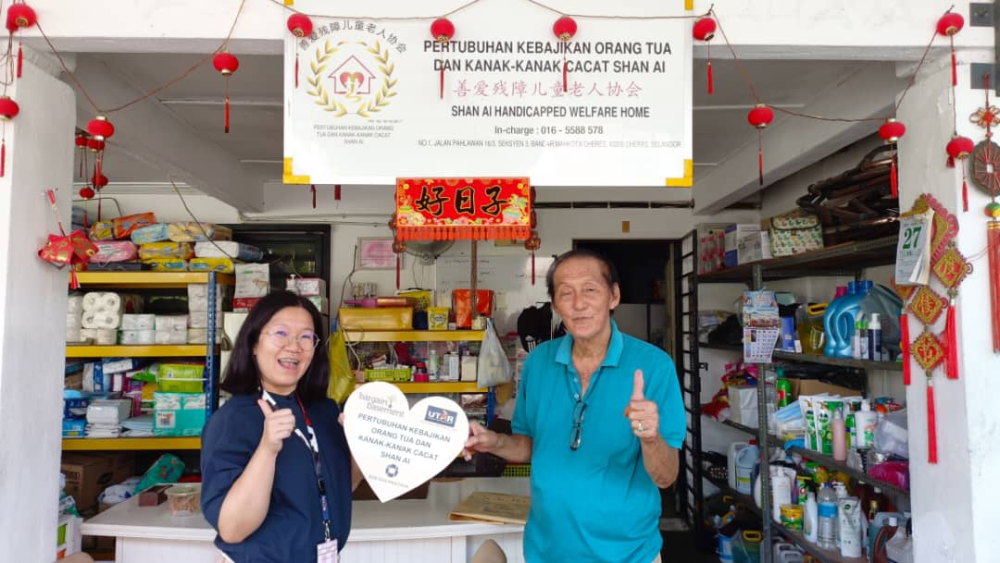 善爱残障儿童老人协会
PERTUBUHAN KEBAJIKAN ORANG
TUA DAN KANAK-KANAK CACAT
SHAN AI
PERTUBUHAN KEBAJIKAN ORANG TUA
DAN KANAK-KANAK CACAT SHAN AI
善爱残障儿童老人协会
SHAN AI HANDICAPPED WELFARE HOME
In-charge : 016 - 5588 578
NO.1, JALAN PAHLAWAN 16/3, SEKSYEN 3, BANDAR MAHKOTA CHERAS, SELANGOR
好日子
27
bargain
basement
UTAR
PERTUBUHAN KEBAJIKAN
ORANG TUA DAN
KANAK-KANAK CACAT
SHAN AI